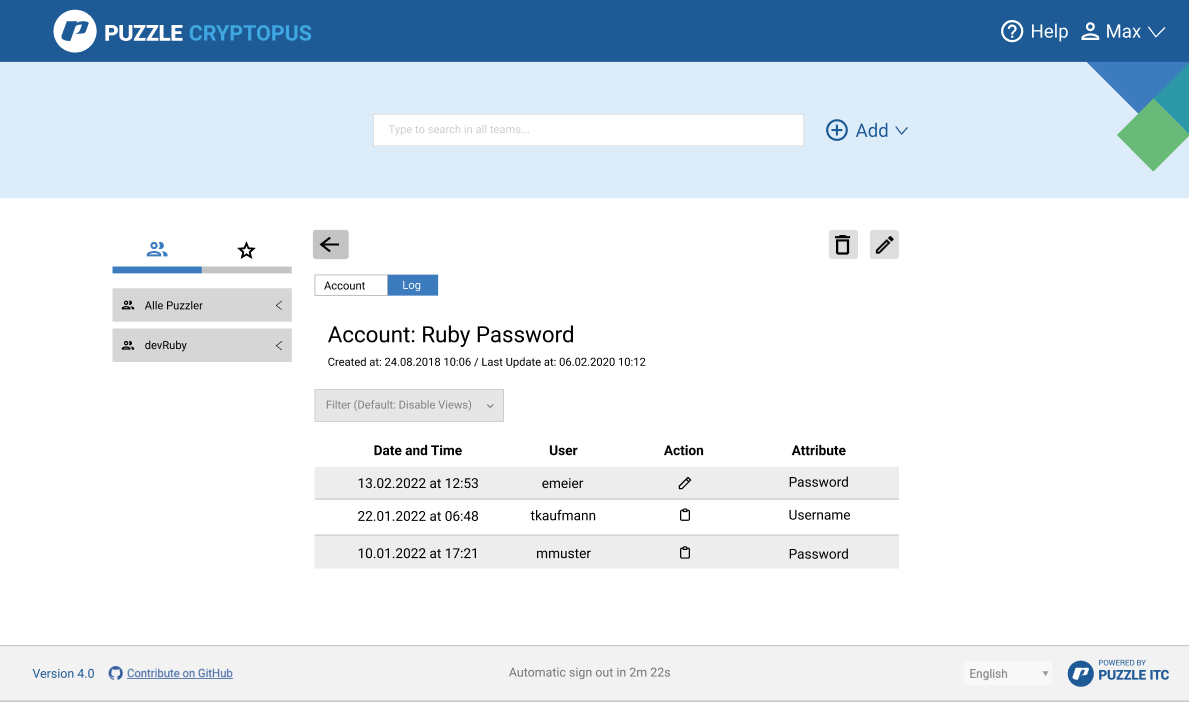 PUZZLE CRYPTOPUS
Help Max
Type to search in all teams...
Add
Account Log
Alle Puzzler
devRuby
Account: Ruby Password
Created at: 24.08.2018 10:06 / Last Update at: 06.02.2020 10:12
Filter (Default: Disable Views)
Date and Time User Action Attribute
13.02.2022 at 12:53 emeier Password
22.01.2022 at 06:48 tkaufmann Username
10.01.2022 at 17:21 mmuster Password
Version 4.0 Contribute on GitHub
Automatic sign out in 2m 22s
English
POWERED BY
PUZZLE ITC